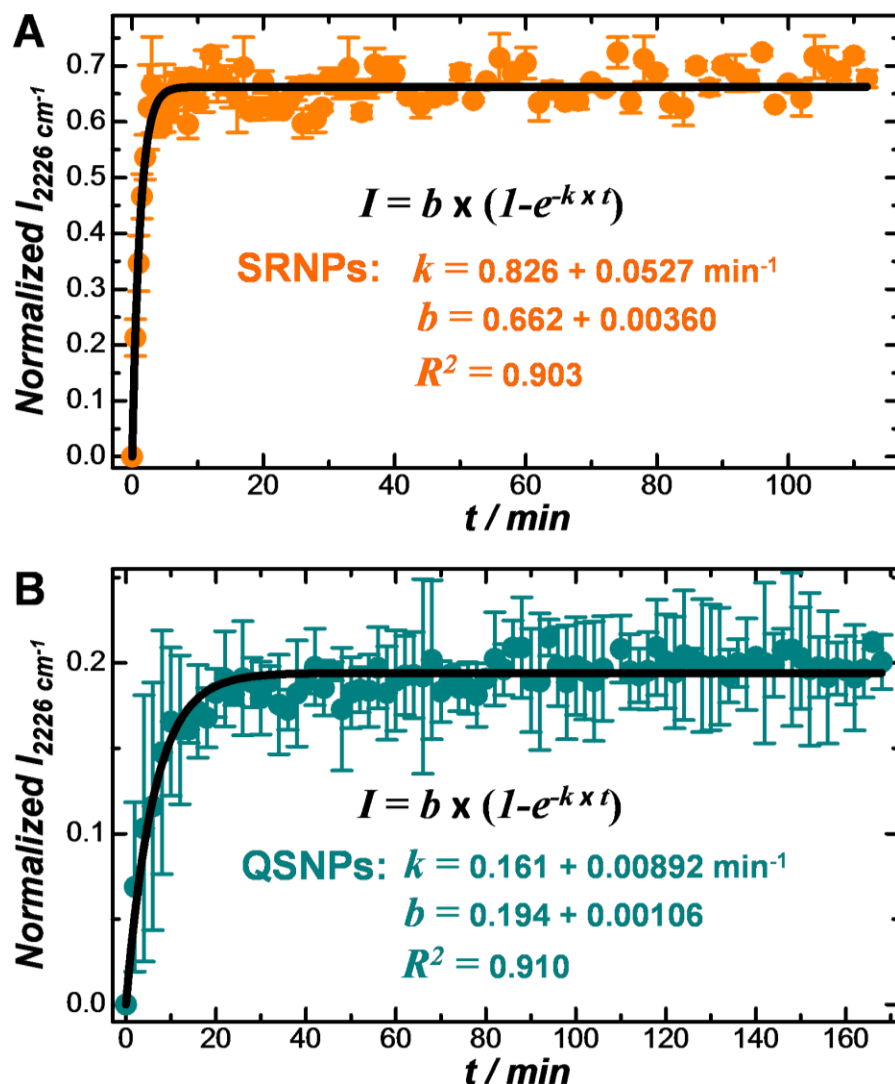 A
Normalized I2226 cm-1
0.7
0.6
0.5
0.4
0.3
0.2
0.1
0.0
I = b x (1-e-k x t)
SRNPs: k = 0.826 + 0.0527 min-1
b = 0.662 + 0.00360
R2 = 0.903
0 20 40 60 80 100
t / min
B
Normalized I2226 cm-1
0.2
0.1
0.0
I = b x (1-e-k x t)
QSNPs: k = 0.161 + 0.00892 min-1
b = 0.194 + 0.00106
R2 = 0.910
0 20 40 60 80 100 120 140 160
t / min